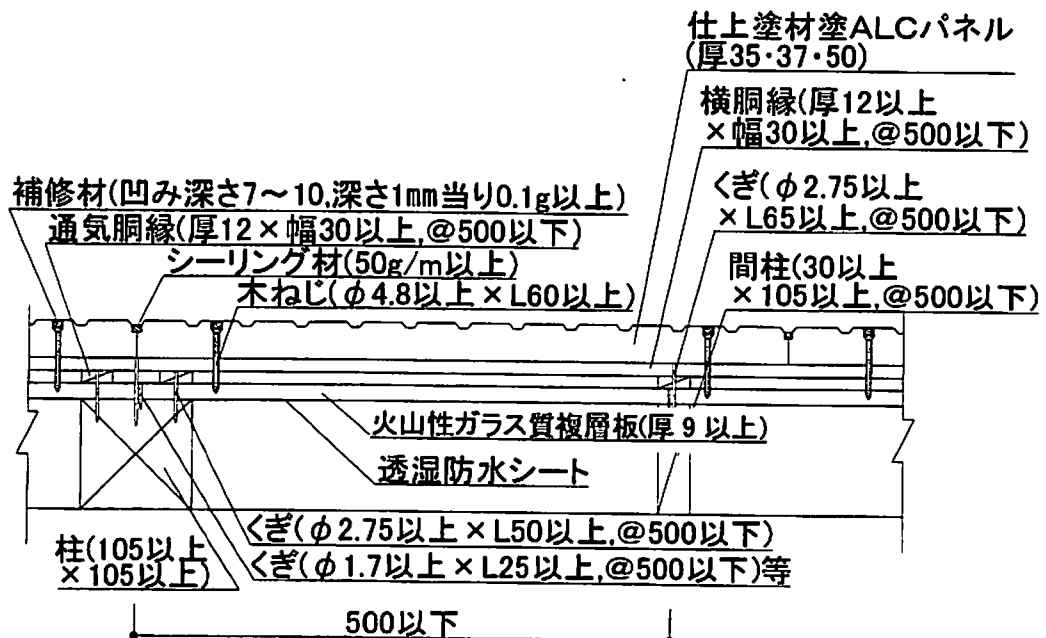 仕上塗材塗ALCパネル
(厚35・37・50)
横胴縁(厚12以上
×幅30以上,@500以下)
補修材(凹み深さ7～10,深さ1mm当り0.1g以上)
くぎ(φ2.75以上
×L65以上,@500以下)
通気胴縁(厚12×幅30以上,@500以下)
シーリング材(50g/m以上)
間柱(30以上
×105以上,@500以下)
木ねじ(φ4.8以上×L60以上)
火山性ガラス質複層板(厚9以上)
透湿防水シート
くぎ(φ2.75以上×L50以上,@500以下)
柱(105以上
×105以上)
くぎ(φ1.7以上×L25以上,@500以下)等
500以下